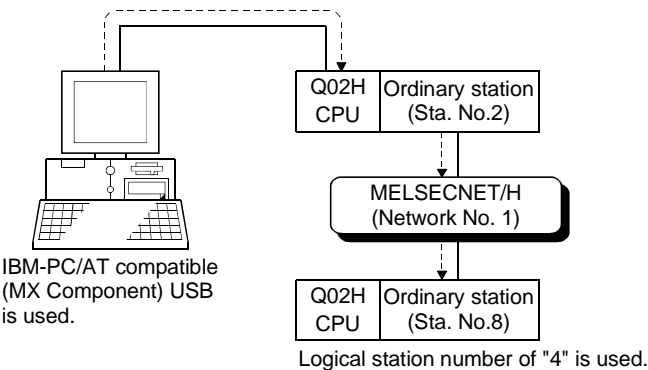 Q02H
CPU
Ordinary station
(Sta. No.2)
MELSECNET/H
(Network No. 1)
IBM-PC/AT compatible
(MX Component) USB
is used.
Q02H
CPU
Ordinary station
(Sta. No.8)
Logical station number of "4" is used.